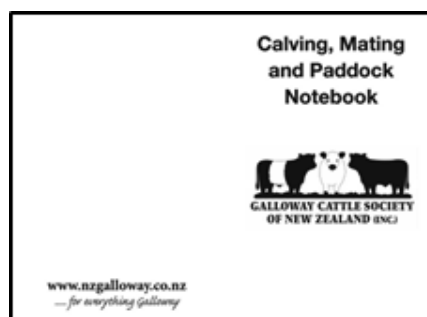 Calving, Mating
and Paddock
Notebook
GALLOWAY CATTLE SOCIETY
OF NEW ZEALAND (INC.)
www.nzgalloway.co.nz
.... for everything Galloway